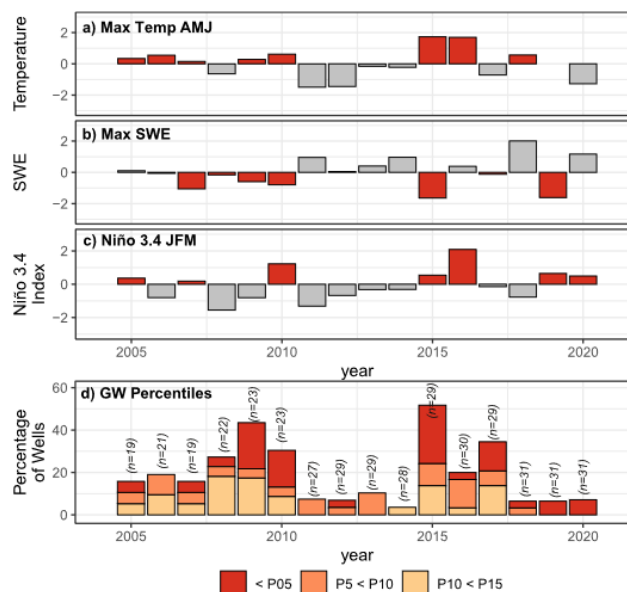 a) Max Temp AMJ
Temperature
2
0
−2
b) Max SWE
SWE
2
0
−2
c) Niño 3.4 JFM
Niño 3.4
Index
2
0
−2
2005 2010 2015 2020
year
d) GW Percentiles
Percentage
of Wells
60
40
20
0
(n=19) (n=21) (n=19) (n=22) (n=23) (n=23) (n=27) (n=29) (n=29) (n=28) (n=29) (n=30) (n=29) (n=31) (n=31) (n=31)
2005 2010 2015 2020
year
< P05 P5 < P10 P10 < P15